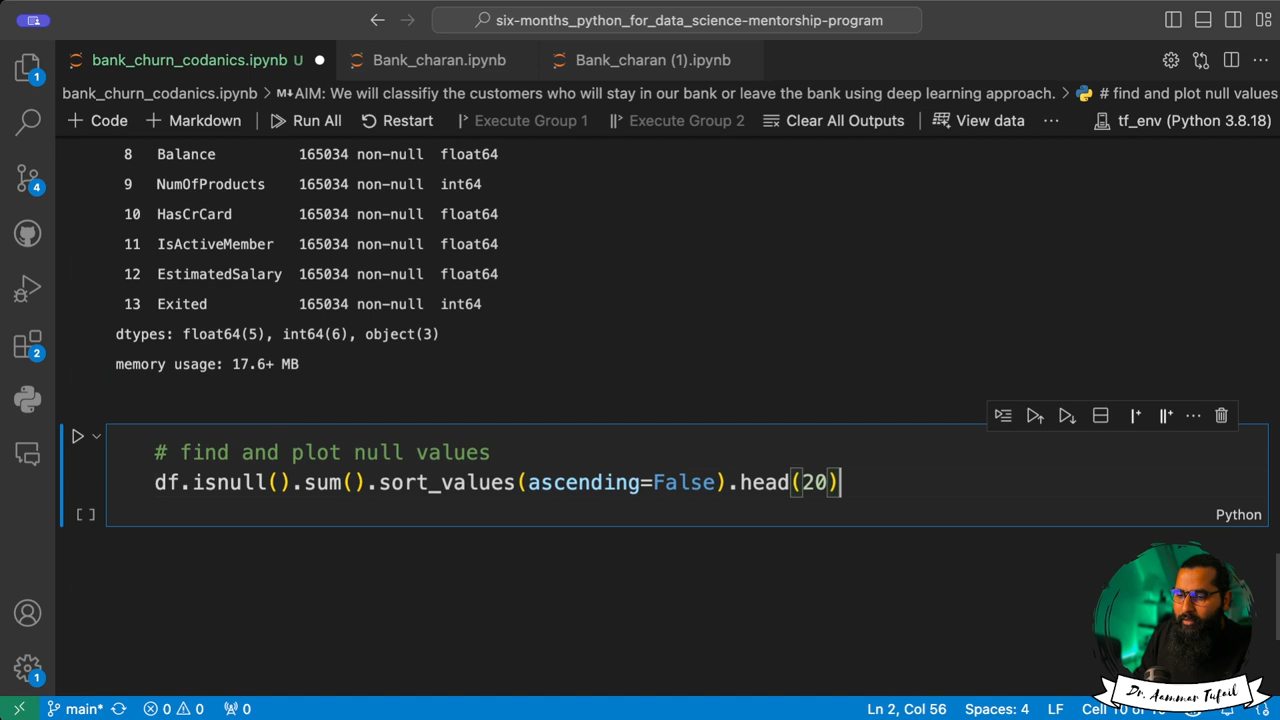 six-months_python_for_data_science-mentorship-program
bank_churn_codanics.ipynb U
Bank_charan.ipynb
Bank_charan (1).ipynb
bank_churn_codanics.ipynb > M↓AIM: We will classifiy the customers who will stay in our bank or leave the bank using deep learning approach. > # find and plot null values
+ Code + Markdown Run All Restart Execute Group 1 Execute Group 2 Clear All Outputs View data ... tf_env (Python 3.8.18)
8 Balance 165034 non-null float64
9 NumOfProducts 165034 non-null int64
10 HasCrCard 165034 non-null float64
11 IsActiveMember 165034 non-null float64
12 EstimatedSalary 165034 non-null float64
13 Exited 165034 non-null int64
dtypes: float64(5), int64(6), object(3)
memory usage: 17.6+ MB
# find and plot null values
df.isnull().sum().sort_values(ascending=False).head(20)
[ ]
Python
1
4
2
1
Dr. Aammar Tufail
main* 0 0 0 Ln 2, Col 56 Spaces: 4 LF Cell 10 of